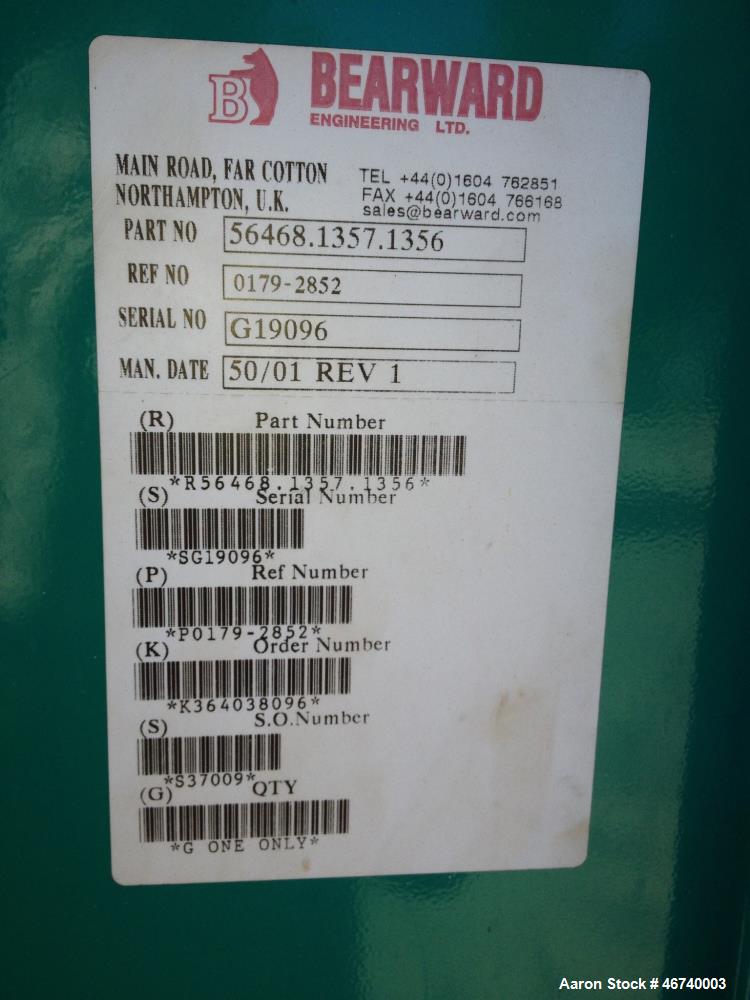 B
BEARWARD
ENGINEERING LTD.
MAIN ROAD, FAR COTTON
NORTHAMPTON, U.K.
TEL +44(0)1604 762851
FAX +44(0)1604 766168
sales@bearward.com
PART NO 56468.1357.1356
REF NO 0179-2852
SERIAL NO G19096
MAN. DATE 50/01 REV 1
(R) Part Number
*R56468.1357.1356*
(S) Serial Number
*SG19096*
(P) Ref Number
*P0179-2852*
(K) Order Number
*K364038096*
(S) S.O.Number
*S37009*
(G) QTY
*G ONE ONLY*
Aaron Stock # 46740003